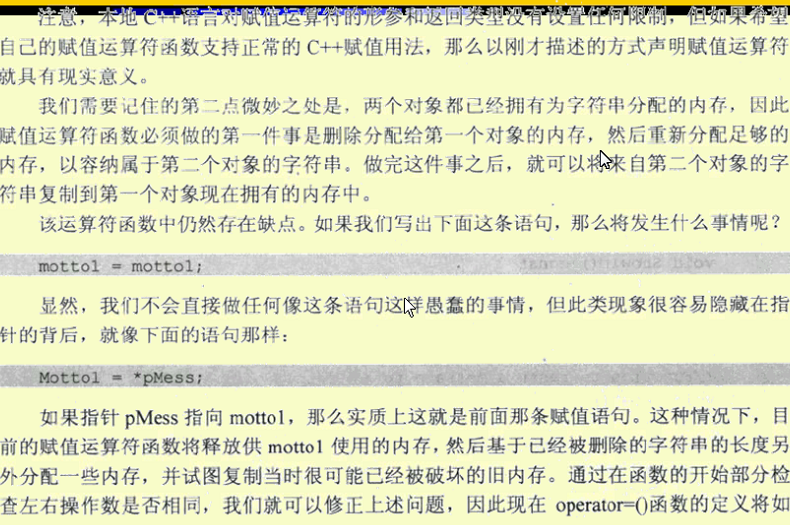 注意，本地 C++语言对赋值运算符的形参和返回类型没有设置任何限制，但如果希望
自己的赋值运算符函数支持正常的 C++赋值用法，那么以刚才描述的方式声明赋值运算符
就具有现实意义。
我们需要记住的第二点微妙之处是，两个对象都已经拥有为字符串分配的内存，因此
赋值运算符函数必须做的第一件事是删除分配给第一个对象的内存，然后重新分配足够的
内存，以容纳属于第二个对象的字符串。做完这件事之后，就可以将来自第二个对象的字
符串复制到第一个对象现在拥有的内存中。
该运算符函数中仍然存在缺点。如果我们写出下面这条语句，那么将发生什么事情呢？
motto1 = motto1;
显然，我们不会直接做任何像这条语句这样愚蠢的事情，但此类现象很容易隐藏在指
针的背后，就像下面的语句那样：
Motto1 = *pMess;
如果指针 pMess 指向 motto1，那么实质上这就是前面那条赋值语句。这种情况下，目
前的赋值运算符函数将释放供 motto1 使用的内存，然后基于已经被删除的字符串的长度另
外分配一些内存，并试图复制当时很可能已经被破坏的旧内存。通过在函数的开始部分检
查左右操作数是否相同，我们就可以修正上述问题，因此现在 operator=()函数的定义将如